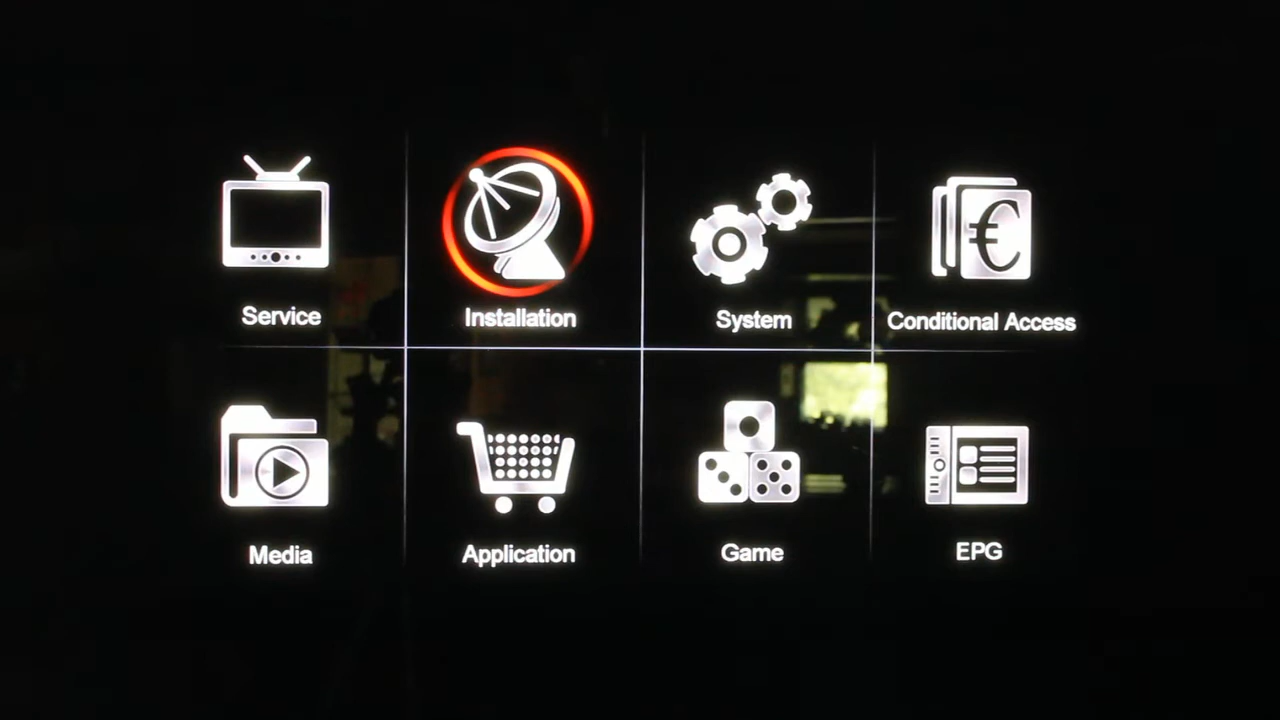 Service
Installation
System
Conditional Access
€
Media
Application
Game
EPG